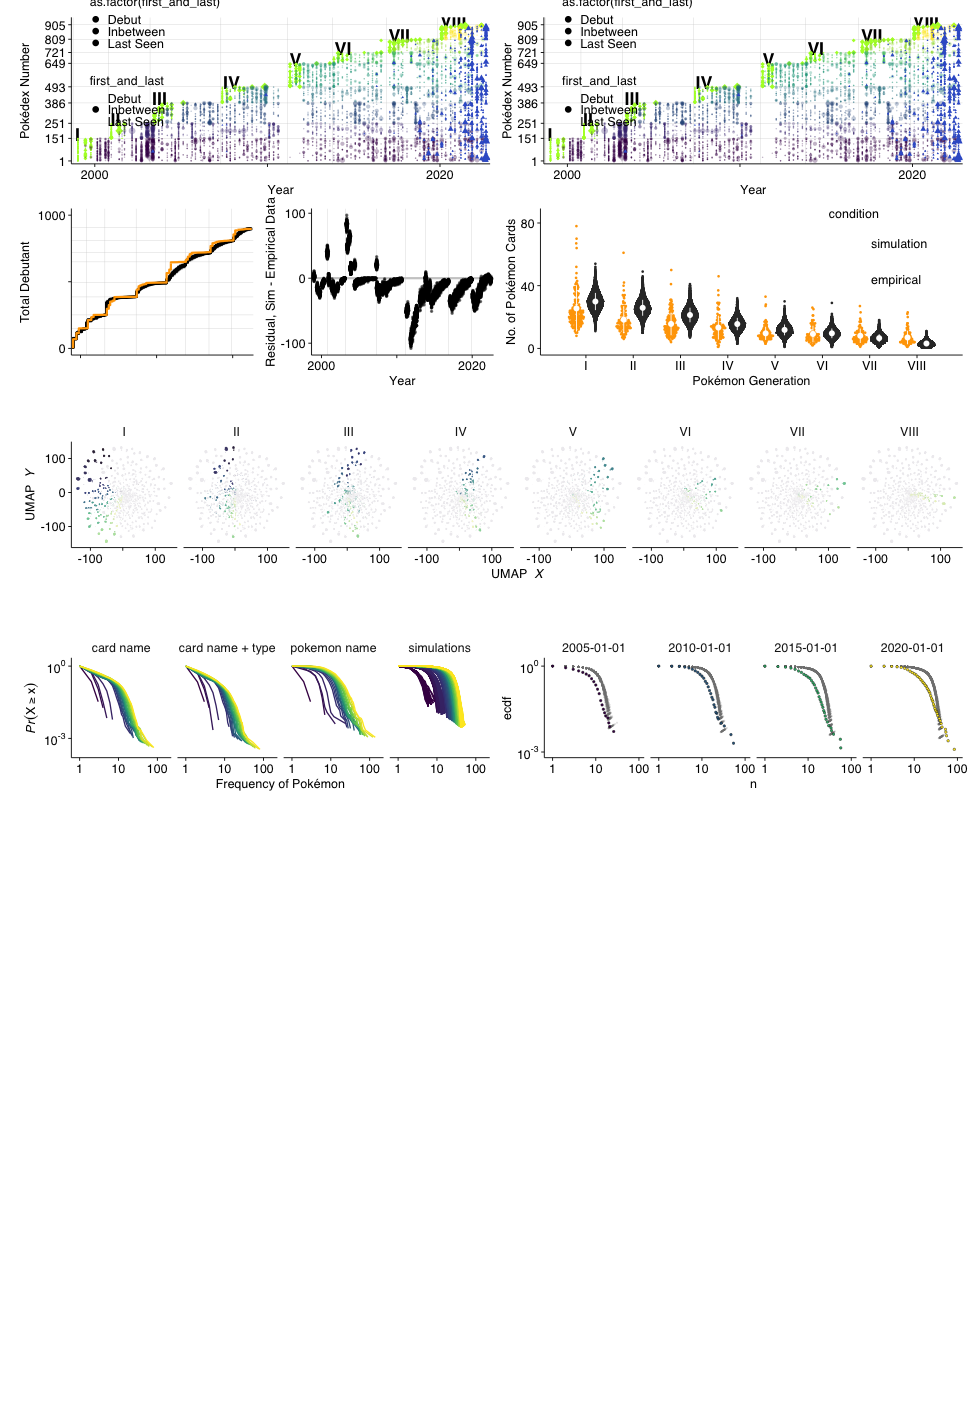 as.factor(first_and_last)
Debut
Inbetween
Last Seen
first_and_last
Debut
Inbetween
Last Seen
Pokédex Number
905
809
721
649
493
386
251
151
1
I
II
III
IV
V
VI
VII
VIII
2000
2020
Year
as.factor(first_and_last)
Debut
Inbetween
Last Seen
first_and_last
Debut
Inbetween
Last Seen
Pokédex Number
905
809
721
649
493
386
251
151
1
I
II
III
IV
V
VI
VII
VIII
2000
2020
Year
Total Debutant
1000
0
Residual, Sim - Empirical Data
100
0
-100
2000
2020
Year
No. of Pokémon Cards
80
40
0
condition
simulation
empirical
I II III IV V VI VII VIII
Pokémon Generation
I II III IV V VI VII VIII
UMAP Y
100
0
-100
-100 100 -100 100 -100 100 -100 100 -100 100 -100 100 -100 100 -100 100
UMAP X
card name
card name + type
pokemon name
simulations
Pr(X ≥ x)
10⁰
10⁻³
1 10 100 1 10 100 1 10 100 1 10 100
Frequency of Pokémon
2005-01-01
2010-01-01
2015-01-01
2020-01-01
ecdf
10⁰
10⁻³
1 10 100 1 10 100 1 10 100 1 10 100
n